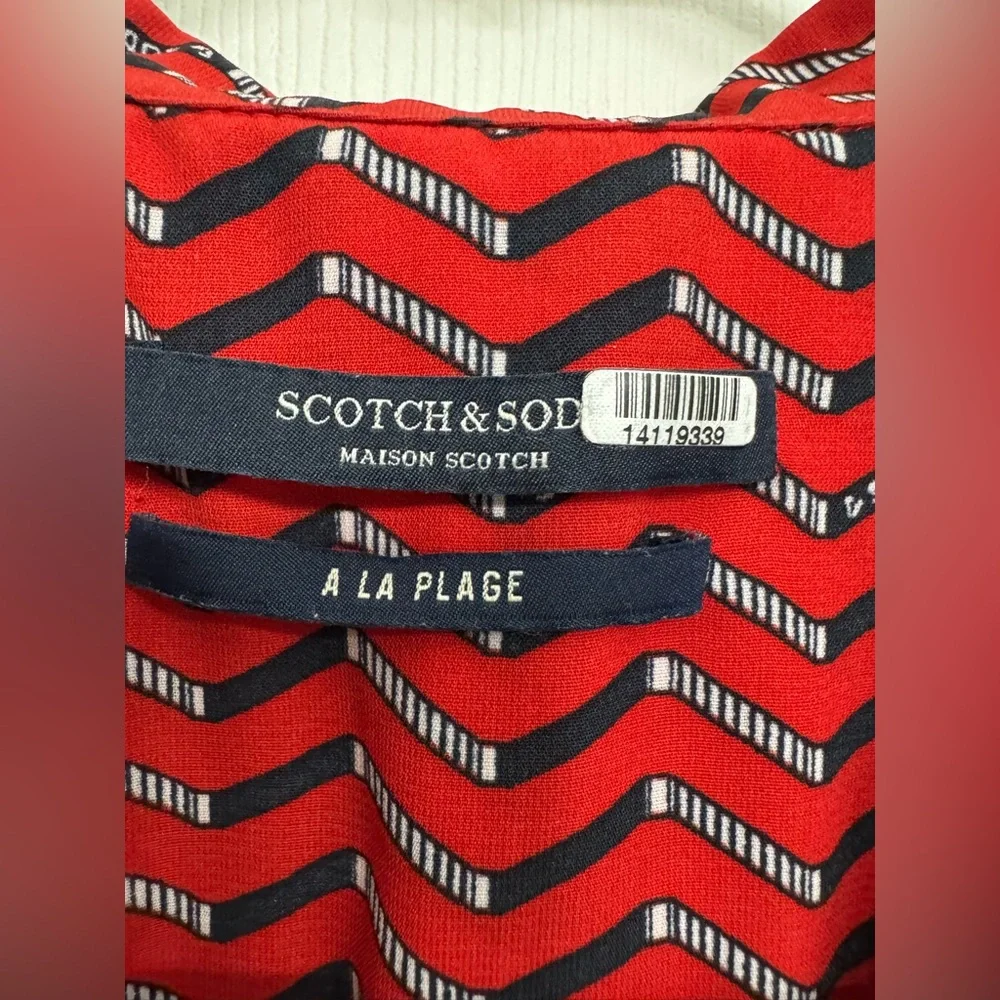 SCOTCH & SOD
14119339
MAISON SCOTCH
A LA PLAGE